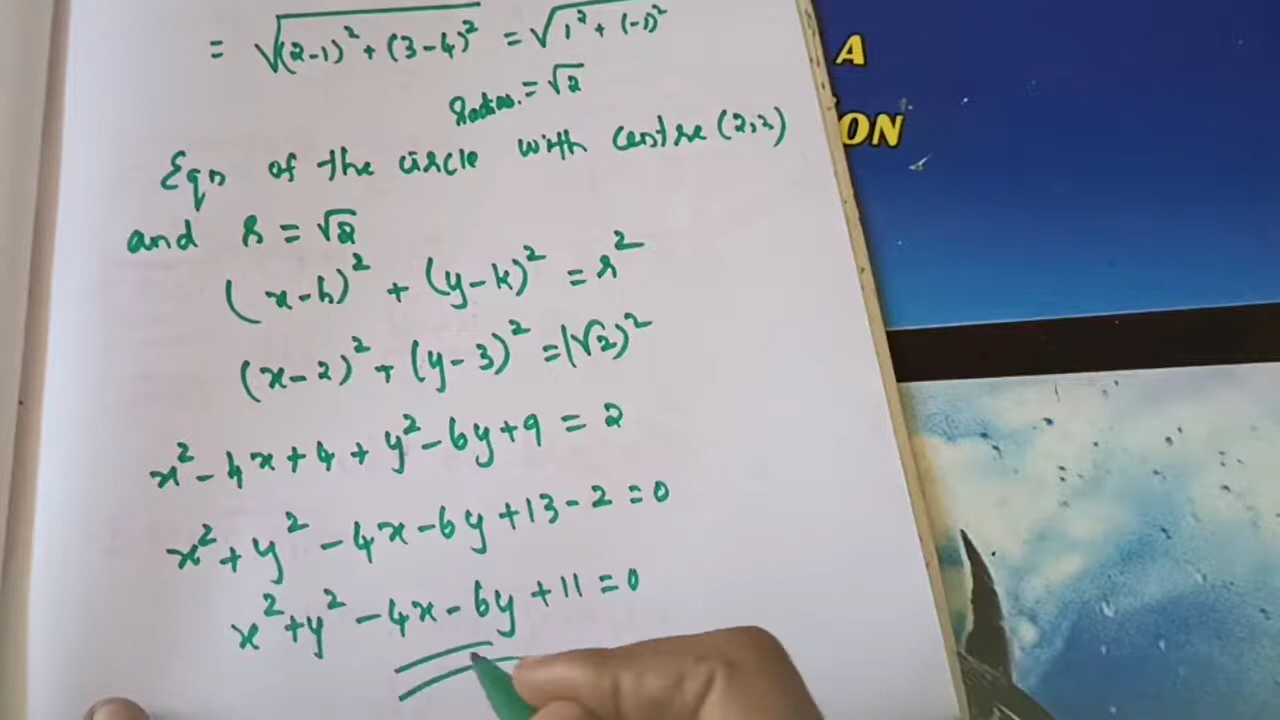 = √(2-1)² + (3-4)² = √1² + (-1)²
Radius. = √2
Eqn of the circle with centre (2,3)
and r = √2
(x-h)² + (y-k)² = r²
(x-2)² + (y-3)² = (√2)²
x² - 4x + 4 + y² - 6y + 9 = 2
x² + y² - 4x - 6y + 13 - 2 = 0
x² + y² - 4x - 6y + 11 = 0
A
ON